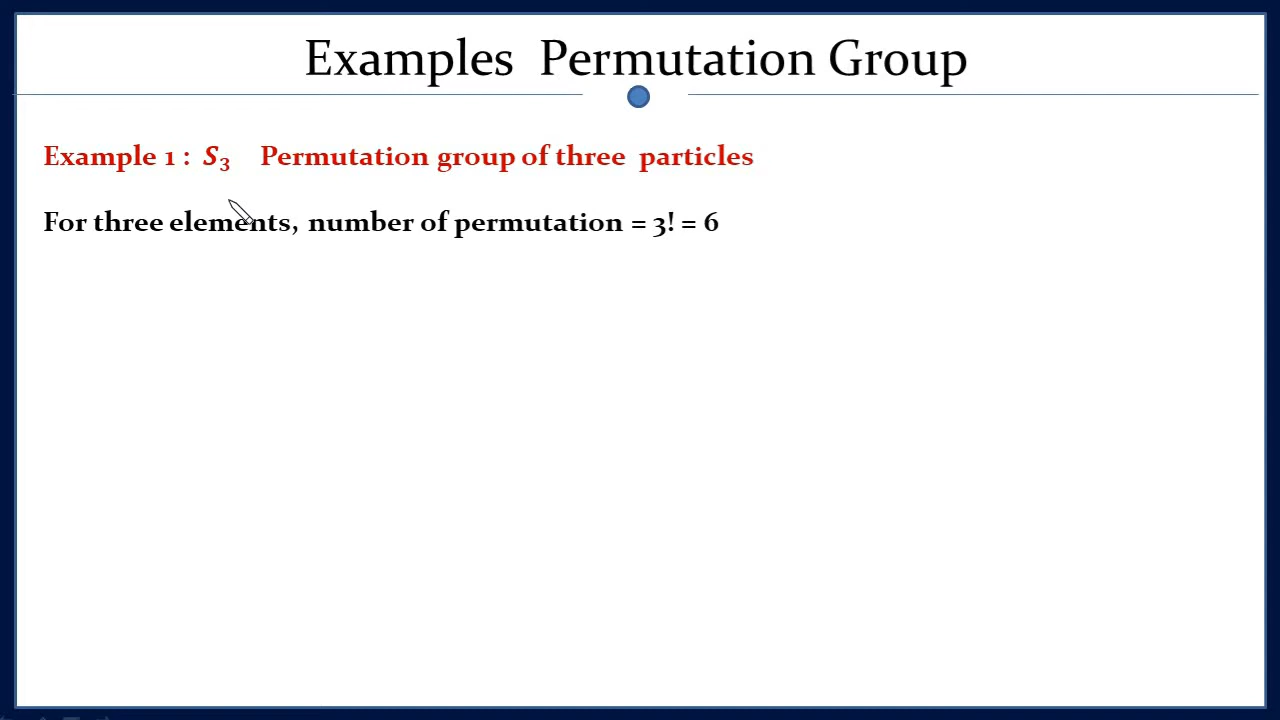 Examples Permutation Group
Example 1 : S₃ Permutation group of three particles
For three elements, number of permutation = 3! = 6